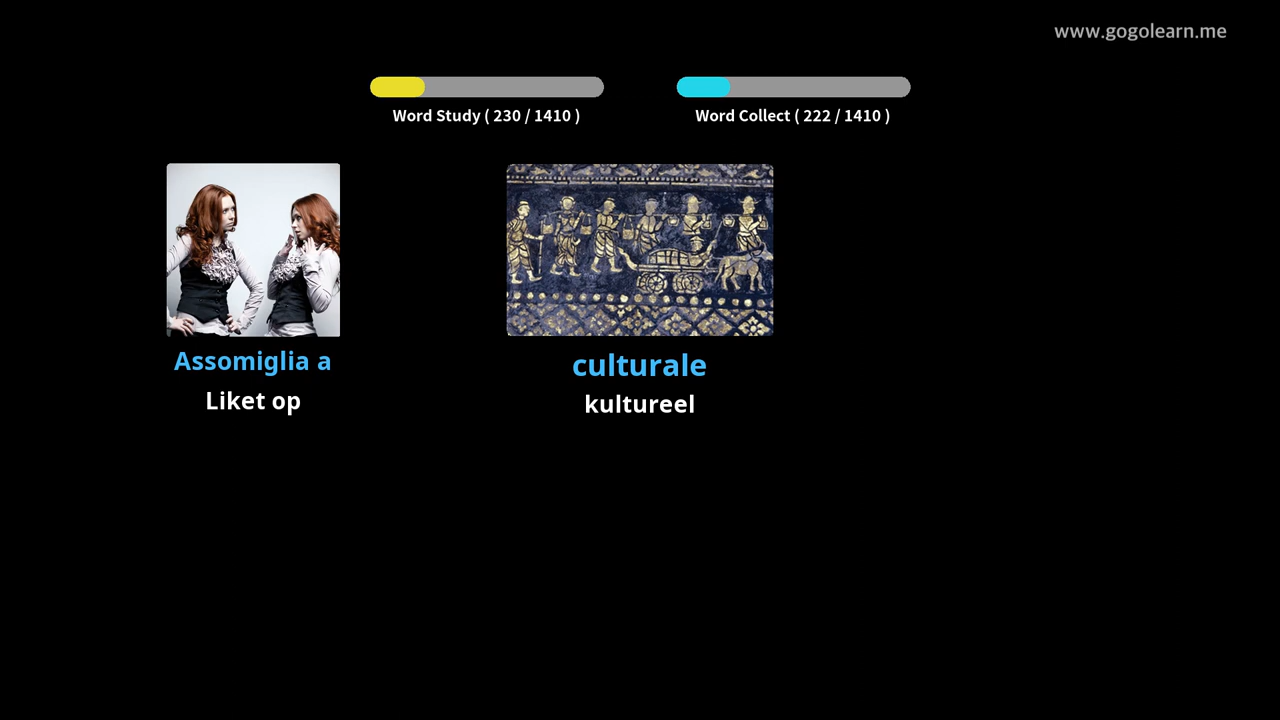 www.gogolearn.me
Word Study ( 230 / 1410 )
Word Collect ( 222 / 1410 )
Assomiglia a
Liket op
culturale
kultureel